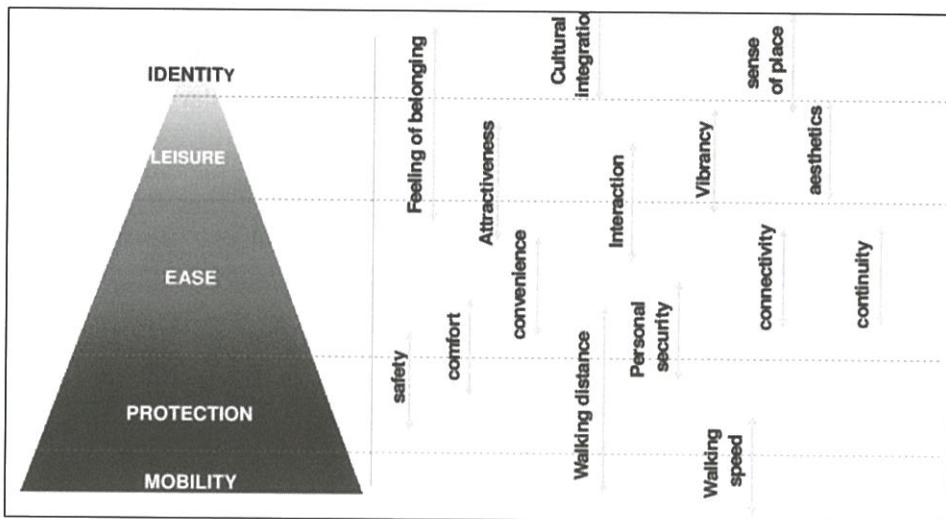 IDENTITY
LEISURE
EASE
PROTECTION
MOBILITY
Feeling of belonging
Cultural
integration
sense
of place
Attractiveness
Interaction
Vibrancy
aesthetics
convenience
connectivity
continuity
safety
comfort
Walking distance
Personal
security
Walking
speed